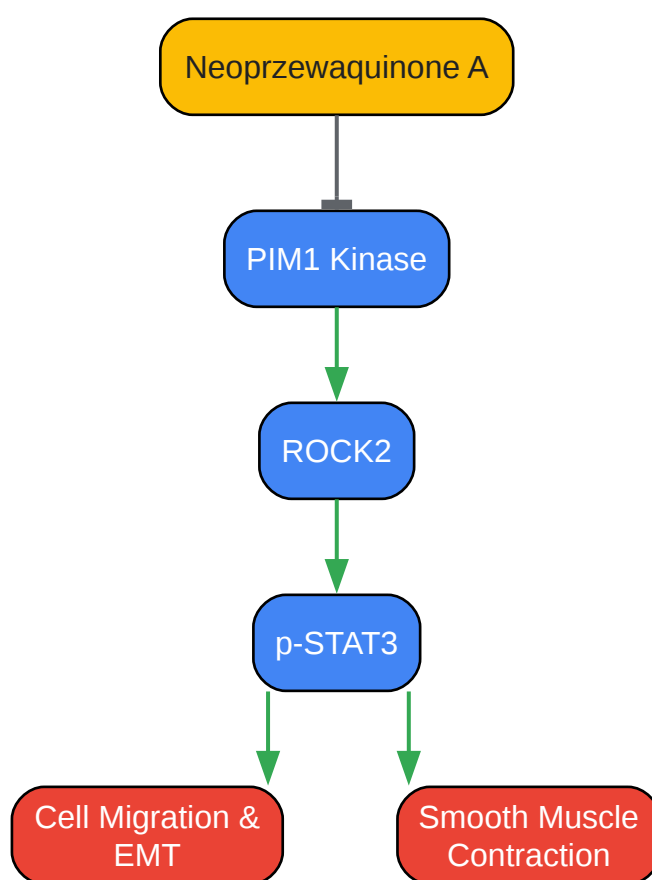 Neoprzewaquinone A
PIM1 Kinase
ROCK2
p-STAT3
Cell Migration &
EMT
Smooth Muscle
Contraction